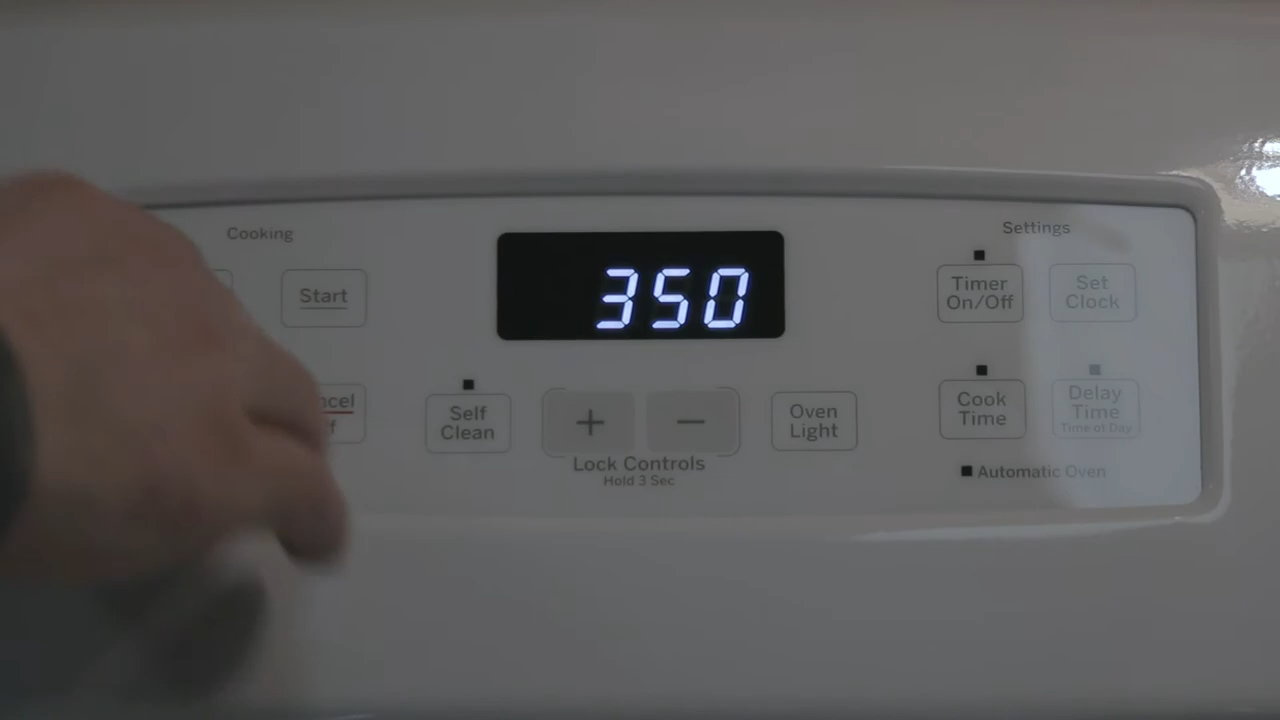 Cooking
Settings
350
Start
Timer
On/Off
Set
Clock
Self
Clean
+ −
Oven
Light
Cook
Time
Delay
Time
Time of Day
Lock Controls
Hold 3 Sec
Automatic Oven